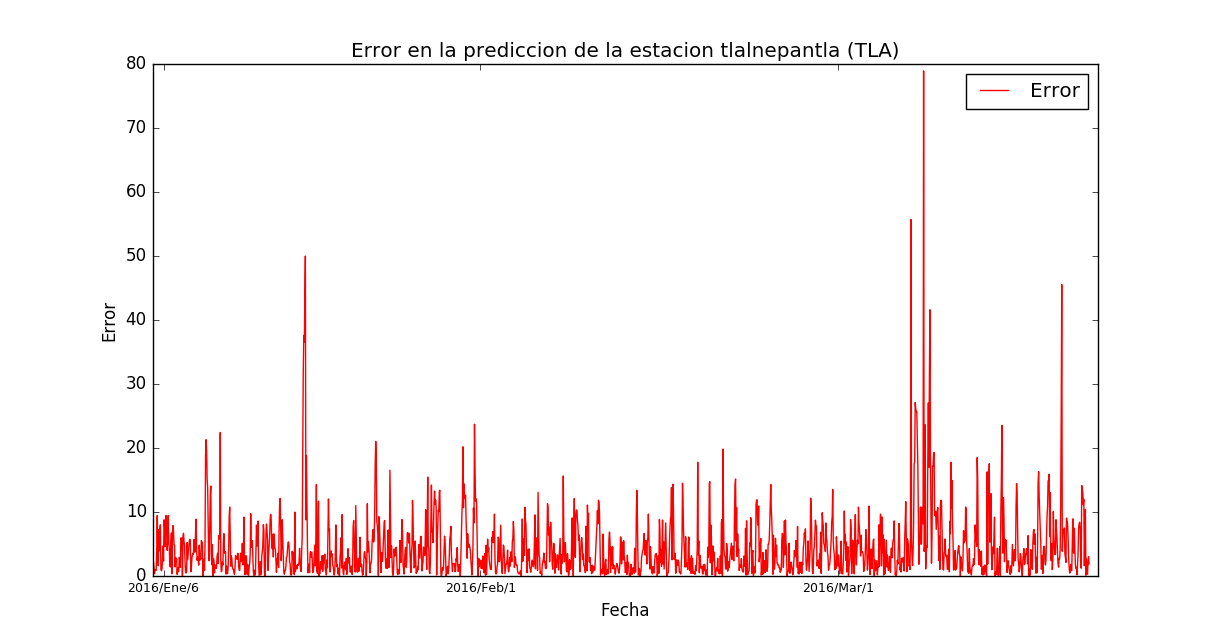 Error en la prediccion de la estacion tlalnepantla (TLA)
80
70
60
50
40
30
20
10
0
Error
Error
2016/Ene/6
2016/Feb/1
2016/Mar/1
Fecha